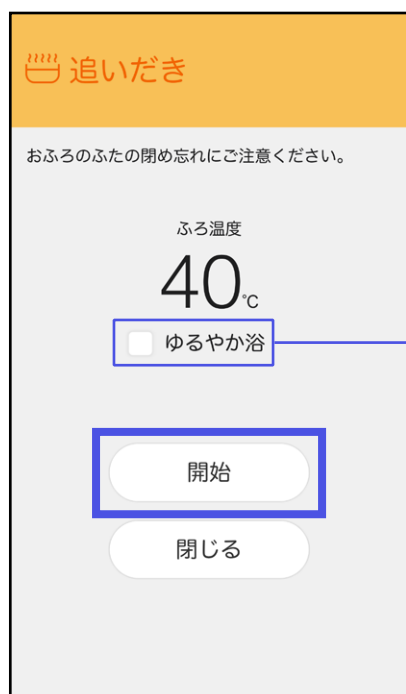 追いだき
おふろのふたの閉め忘れにご注意ください。
ふろ温度
40℃
ゆるやか浴
開始
閉じる